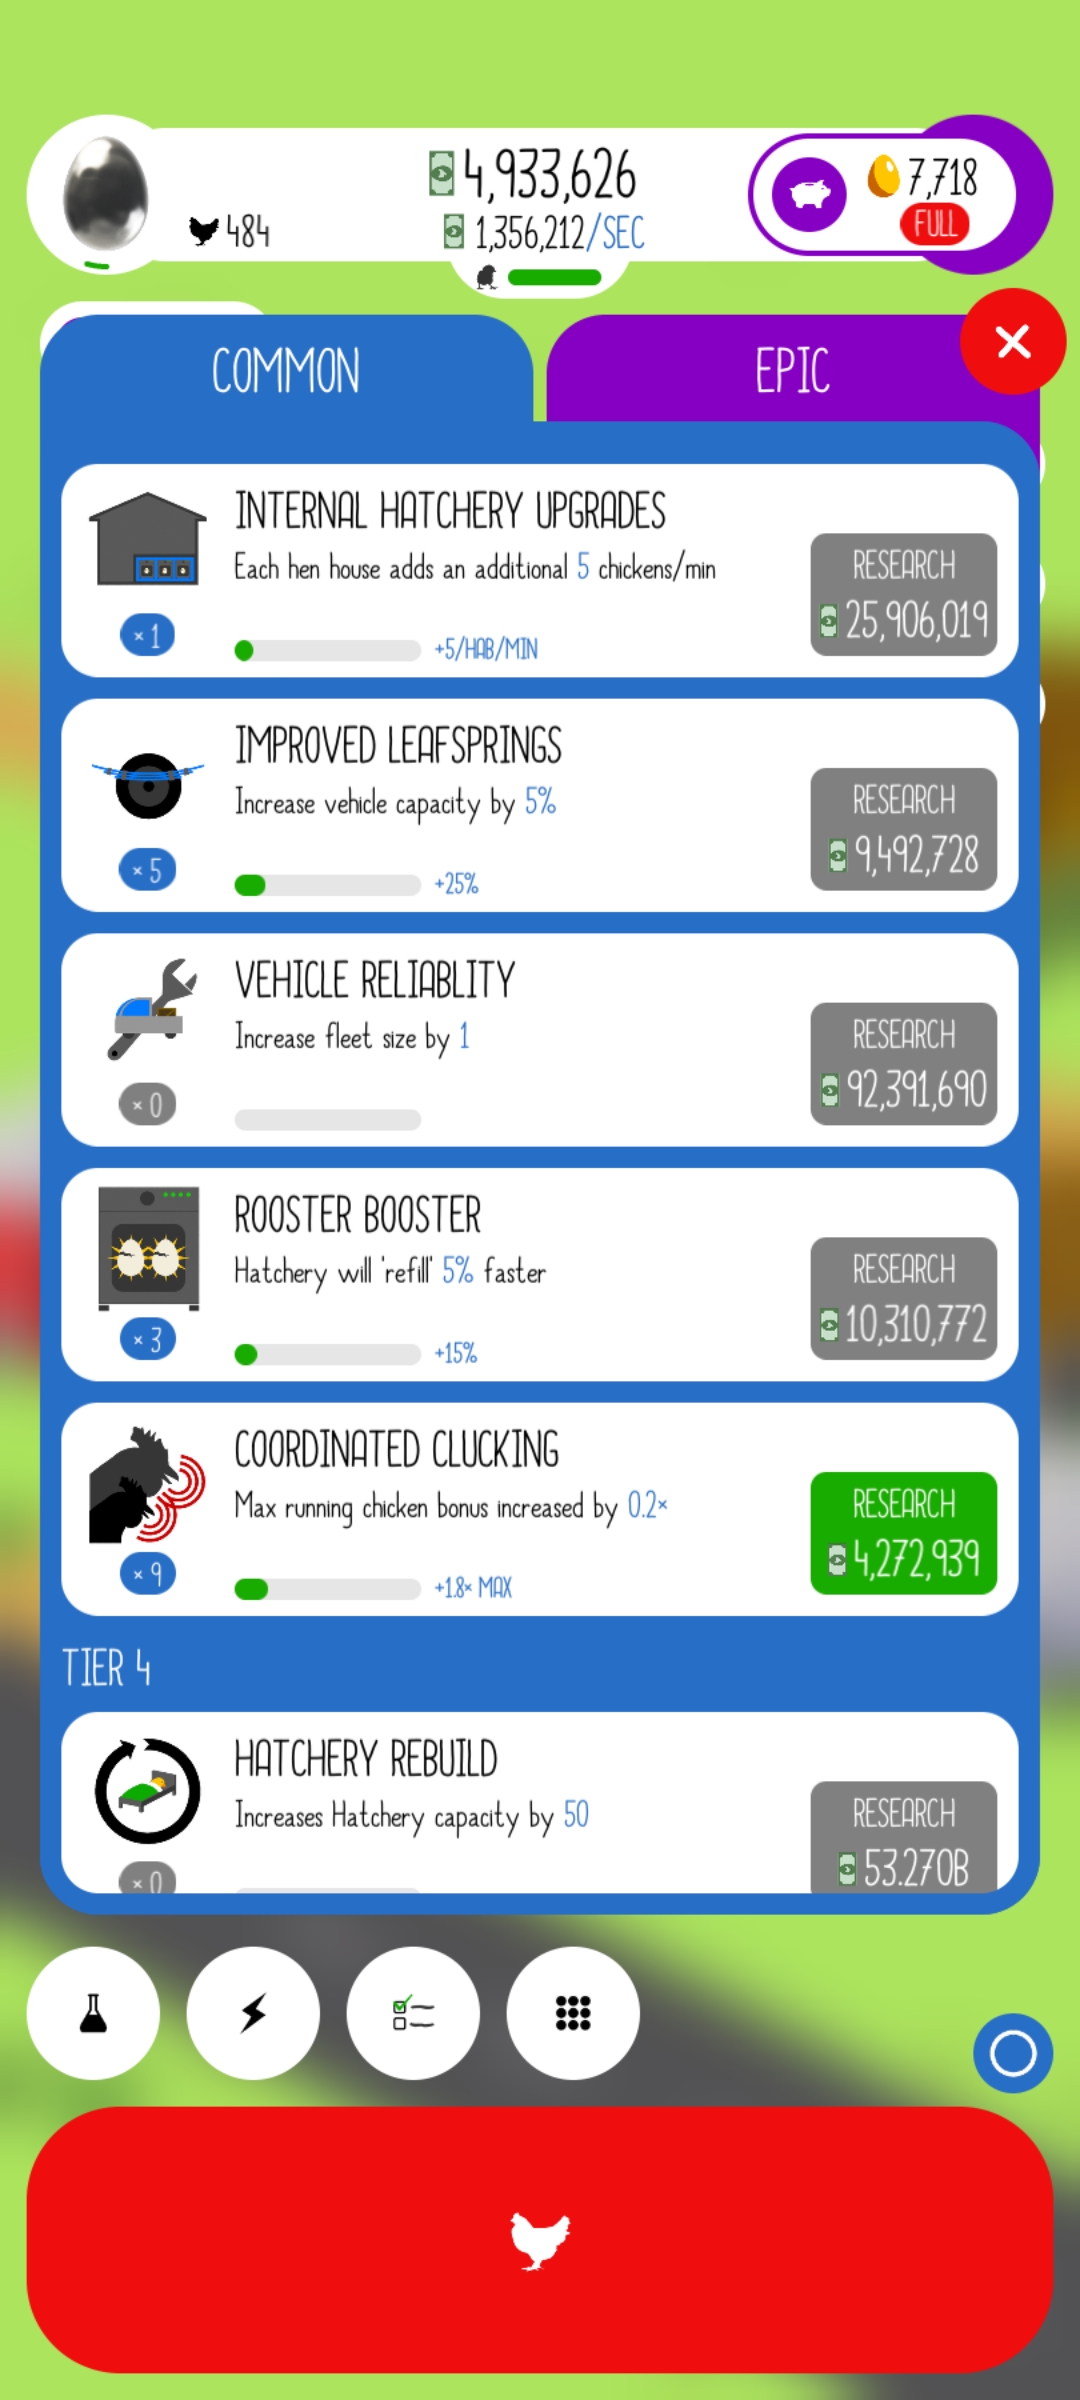 4,933,626
7,718
484
1,356,212/SEC
FULL
COMMON
EPIC
INTERNAL HATCHERY UPGRADES
Each hen house adds an additional 5 chickens/min
RESEARCH
25,906,019
× 1
+5/HAB/MIN
IMPROVED LEAFSPRINGS
Increase vehicle capacity by 5%
RESEARCH
9,492,728
× 5
+25%
VEHICLE RELIABLITY
Increase fleet size by 1
RESEARCH
92,391,690
× 0
ROOSTER BOOSTER
Hatchery will 'refill' 5% faster
RESEARCH
10,310,772
× 3
+15%
COORDINATED CLUCKING
Max running chicken bonus increased by 0.2×
RESEARCH
4,272,939
× 9
+1.8× MAX
TIER 4
HATCHERY REBUILD
Increases Hatchery capacity by 50
RESEARCH
53.270B
× 0